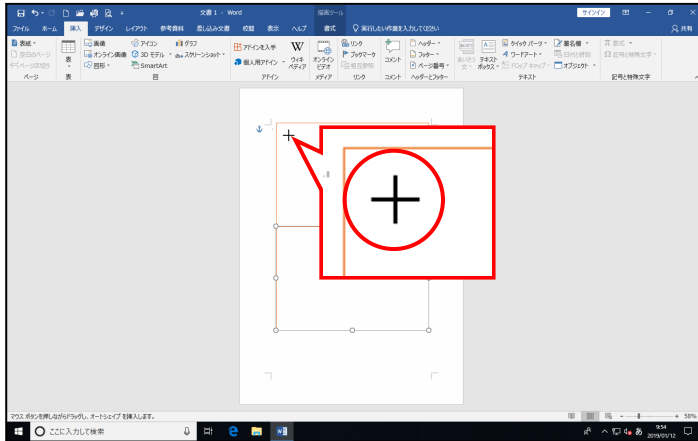 文書 1 - Word
描画ツール
サインイン
ファイル ホーム 挿入 デザイン レイアウト 参考資料 差し込み文書 校閲 表示 ヘルプ 書式 実行したい作業を入力してください 共有
表紙
空白のページ
ページ区切り
ページ
表
表
画像
オンライン画像
図形
アイコン
3D モデル
SmartArt
グラフ
スクリーンショット
図
アドインを入手
個人用アドイン
ウィキペディア
アドイン
オンライン ビデオ
メディア
リンク
ブックマーク
相互参照
リンク
コメント
コメント
ヘッダー
フッター
ページ番号
ヘッダーとフッター
あいさつ文
テキスト ボックス
クイック パーツ
ワードアート
ドロップ キャップ
署名欄
日付と時刻
オブジェクト
テキスト
数式
記号と特殊文字
記号と特殊文字
マウス ボタンを押しながらドラッグし、オートシェイプを挿入します。
58%
ここに入力して検索
あ
9:54
2019/01/12